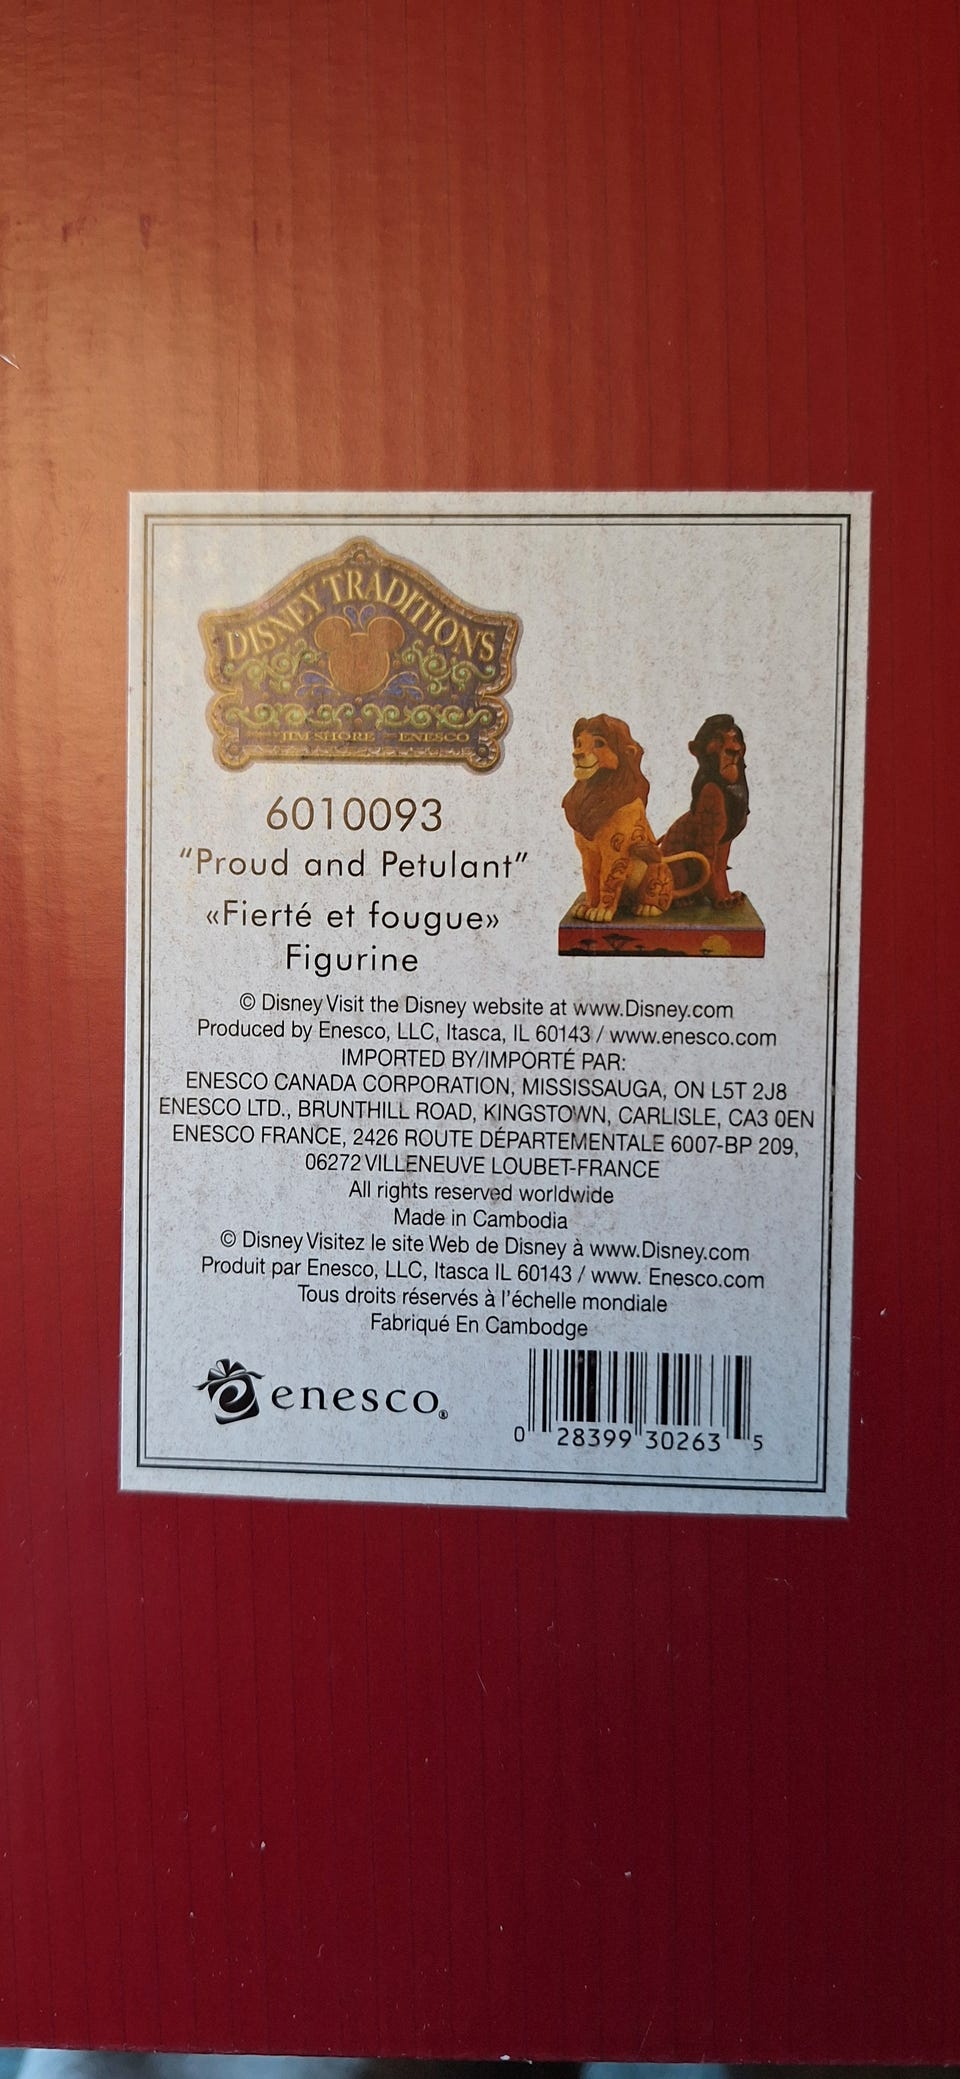 DISNEY TRADITIONS
JIM SHORE ENESCO
6010093
"Proud and Petulant"
«Fierté et fougue»
Figurine
© Disney Visit the Disney website at www.Disney.com
Produced by Enesco, LLC, Itasca, IL 60143 / www.enesco.com
IMPORTED BY/IMPORTÉ PAR:
ENESCO CANADA CORPORATION, MISSISSAUGA, ON L5T 2J8
ENESCO LTD., BRUNTHILL ROAD, KINGSTOWN, CARLISLE, CA3 0EN
ENESCO FRANCE, 2426 ROUTE DÉPARTEMENTALE 6007-BP 209,
06272 VILLENEUVE LOUBET-FRANCE
All rights reserved worldwide
Made in Cambodia
© Disney Visitez le site Web de Disney à www.Disney.com
Produit par Enesco, LLC, Itasca IL 60143 / www. Enesco.com
Tous droits réservés à l'échelle mondiale
Fabriqué En Cambodge
enesco®
0 28399 30263 5